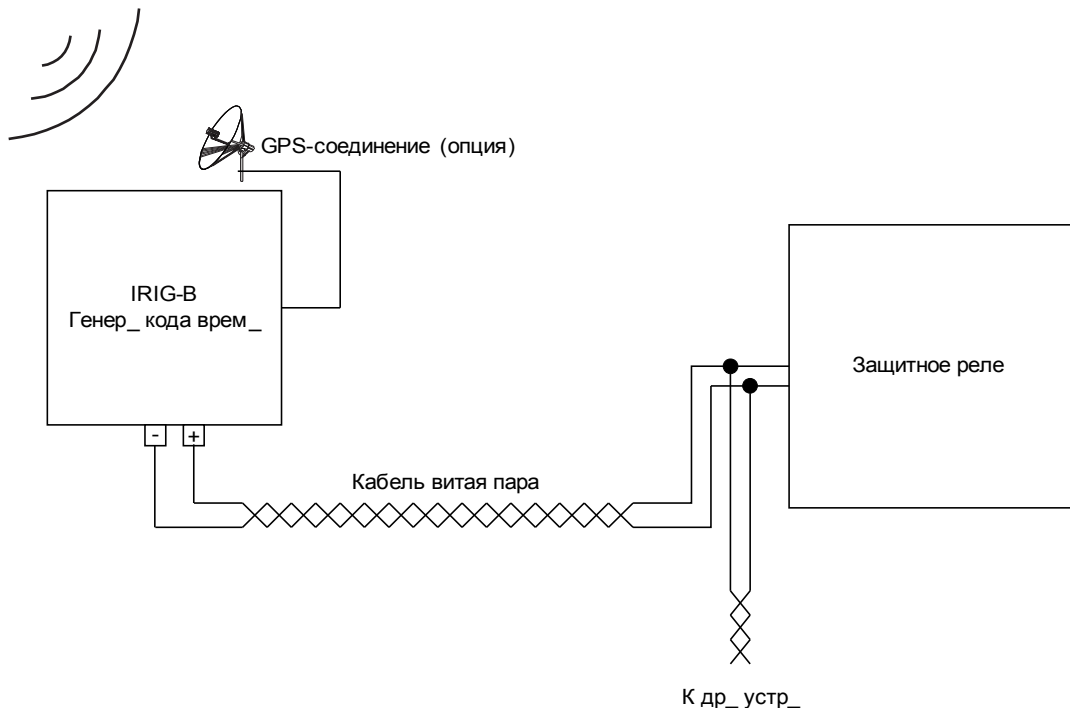 GPS-соединение (опция)
IRIG-B
Генер_ кода врем_
Защитное реле
- +
Кабель витая пара
К др_ устр_